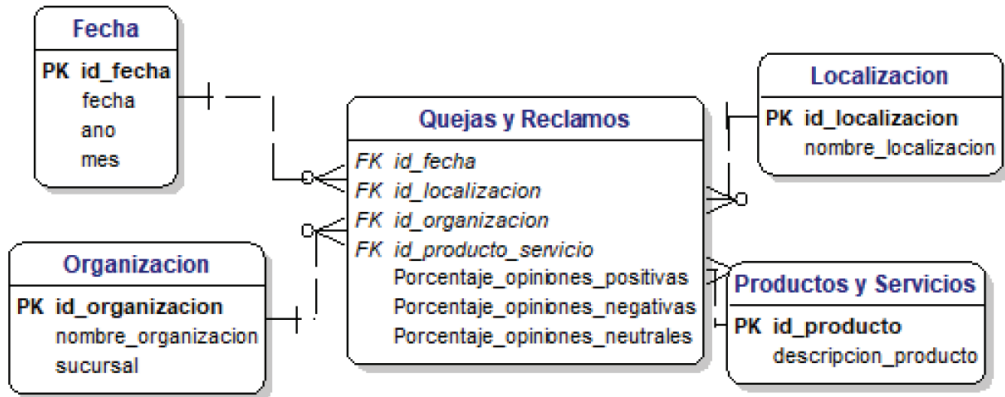 Fecha
PK id_fecha
fecha
ano
mes
Quejas y Reclamos
FK id_fecha
FK id_localizacion
FK id_organizacion
FK id_producto_servicio
Porcentaje_opiniones_positivas
Porcentaje_opiniones_negativas
Porcentaje_opiniones_neutrales
Localizacion
PK id_localizacion
nombre_localizacion
Organizacion
PK id_organizacion
nombre_organizacion
sucursal
Productos y Servicios
PK id_producto
descripcion_producto